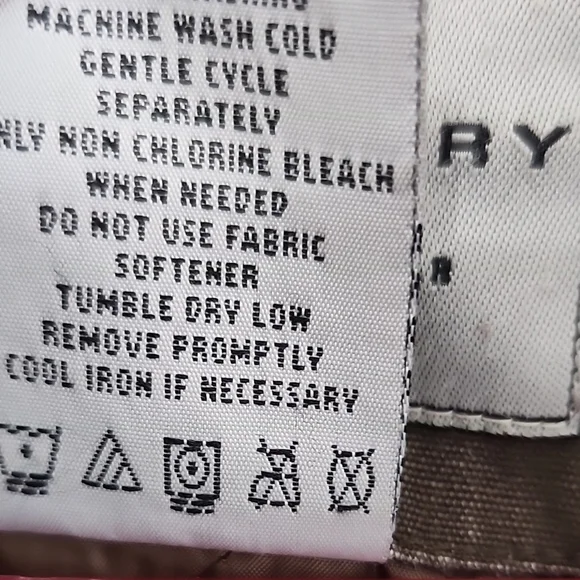 MACHINE WASH COLD
GENTLE CYCLE
SEPARATELY
NLY NON CHLORINE BLEACH
WHEN NEEDED
DO NOT USE FABRIC
SOFTENER
TUMBLE DRY LOW
REMOVE PROMPTLY
COOL IRON IF NECESSARY
RY
R